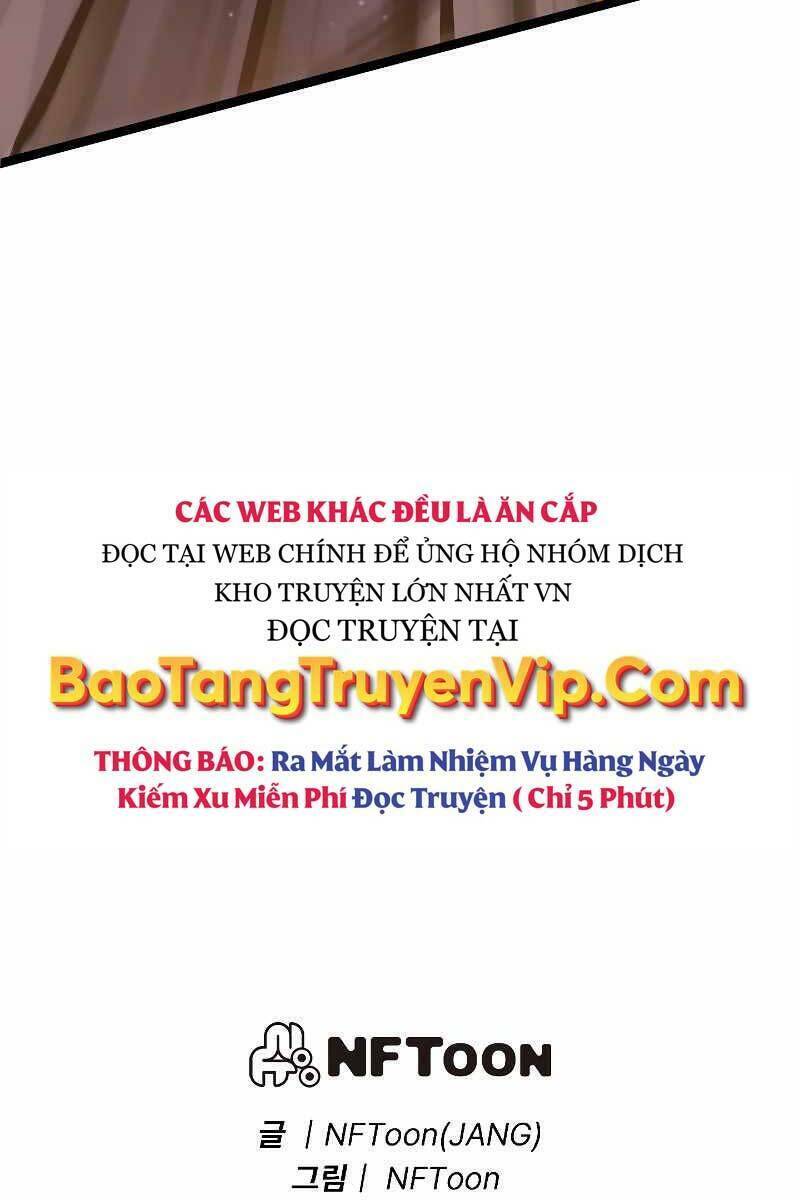 CÁC WEB KHÁC ĐỀU LÀ ĂN CẮP
ĐỌC TẠI WEB CHÍNH ĐỂ ỦNG HỘ NHÓM DỊCH
KHO TRUYỆN LỚN NHẤT VN
ĐỌC TRUYỆN TẠI
BaoTangTruyenVip.Com
THÔNG BÁO: Ra Mắt Làm Nhiệm Vụ Hàng Ngày
Kiếm Xu Miễn Phí Đọc Truyện ( Chỉ 5 Phút)
NFTOON
글 | NFToon(JANG)
그림 | NFToon